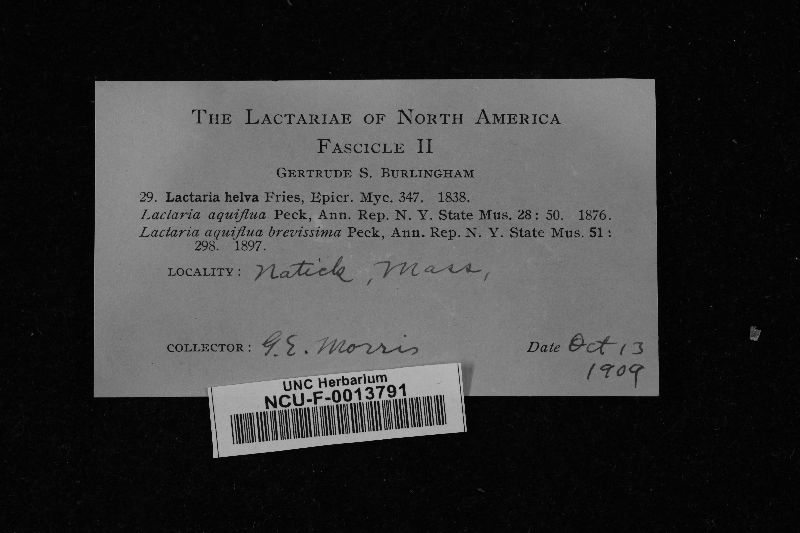 The Lactariae of North America
Fascicle II
Gertrude S. Burlingham
29. Lactaria helva Fries, Epicr. Myc. 347. 1838.
Lactaria aquiflua Peck, Ann. Rep. N. Y. State Mus. 28: 50. 1876.
Lactaria aquiflua brevissima Peck, Ann. Rep. N. Y. State Mus. 51:
298. 1897.
Locality: Natick, Mass,
Collector: G.E. Morris Date Oct 13
1909
UNC Herbarium
NCU-F-0013791